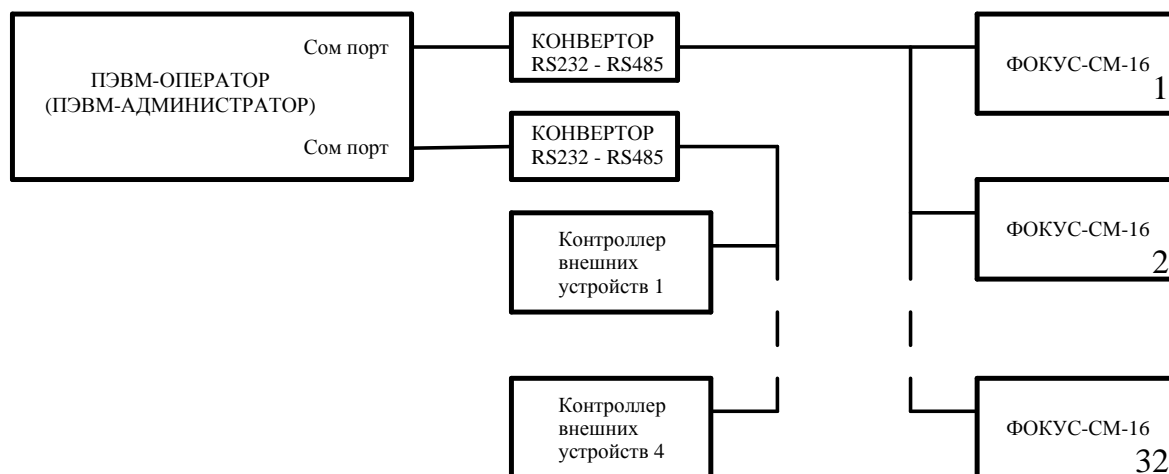 Сом порт
ПЭВМ-ОПЕРАТОР
(ПЭВМ-АДМИНИСТРАТОР)
Сом порт
КОНВЕРТОР
RS232 - RS485
КОНВЕРТОР
RS232 - RS485
Контроллер
внешних
устройств 1
Контроллер
внешних
устройств 4
ФОКУС-СМ-16
1
ФОКУС-СМ-16
2
ФОКУС-СМ-16
32